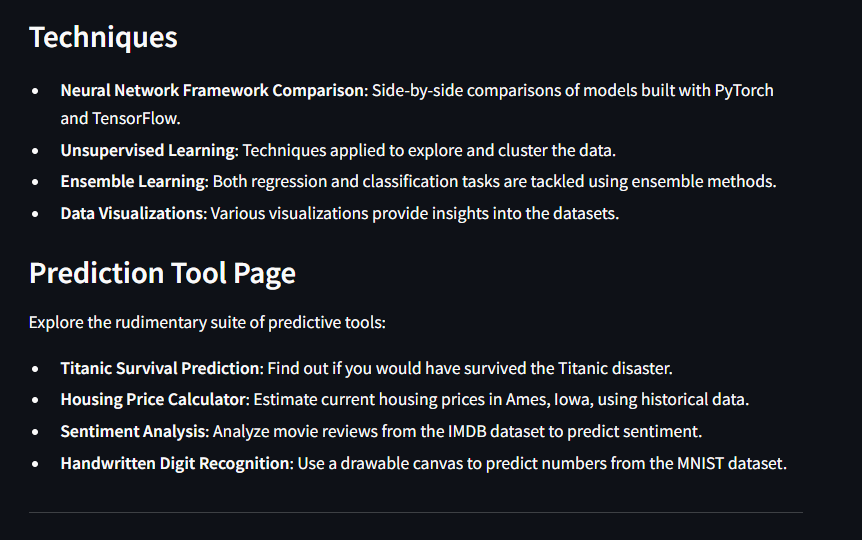 Techniques
• Neural Network Framework Comparison: Side-by-side comparisons of models built with PyTorch
and TensorFlow.
• Unsupervised Learning: Techniques applied to explore and cluster the data.
• Ensemble Learning: Both regression and classification tasks are tackled using ensemble methods.
• Data Visualizations: Various visualizations provide insights into the datasets.
Prediction Tool Page
Explore the rudimentary suite of predictive tools:
• Titanic Survival Prediction: Find out if you would have survived the Titanic disaster.
• Housing Price Calculator: Estimate current housing prices in Ames, Iowa, using historical data.
• Sentiment Analysis: Analyze movie reviews from the IMDB dataset to predict sentiment.
• Handwritten Digit Recognition: Use a drawable canvas to predict numbers from the MNIST dataset.